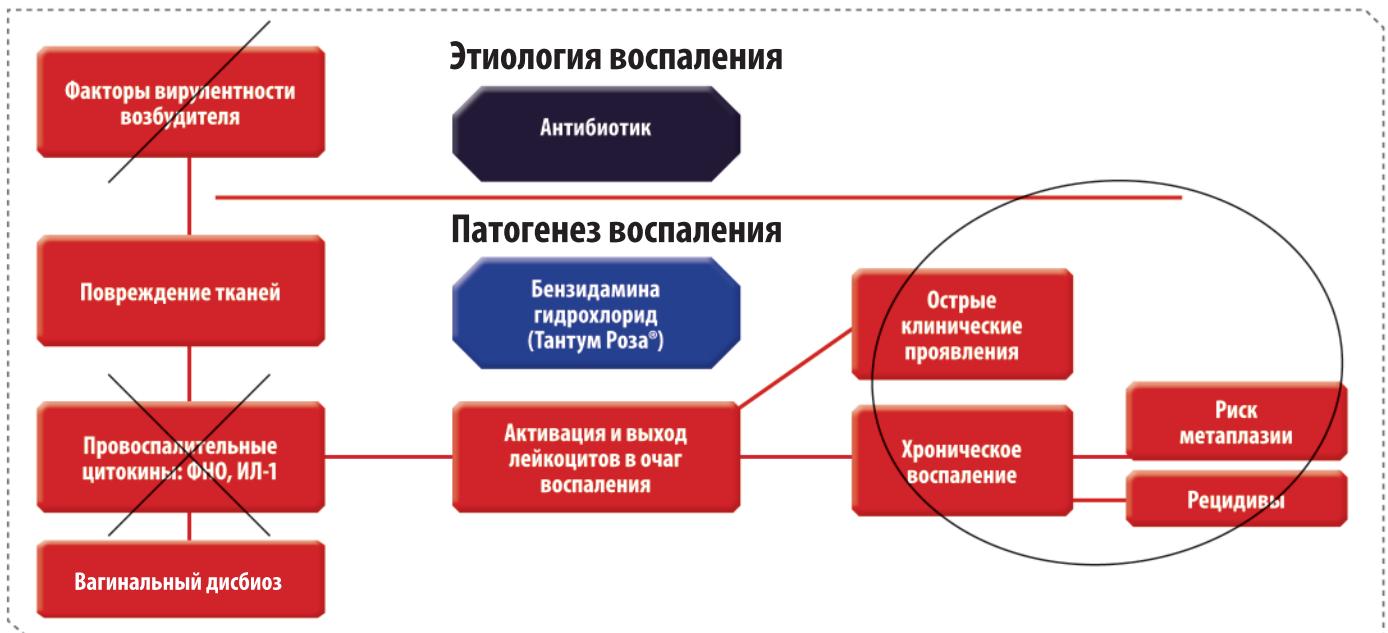 Этиология воспаления
Факторы вирулентности
возбудителя
Антибиотик
Патогенез воспаления
Повреждение тканей
Бензидамина
гидрохлорид
(Тантум Роза®)
Острые
клинические
проявления
Провоспалительные
цитокины: ФНО, ИЛ-1
Активация и выход
лейкоцитов в очаг
воспаления
Хроническое
воспаление
Риск
метаплазии
Рецидивы
Вагинальный дисбиоз